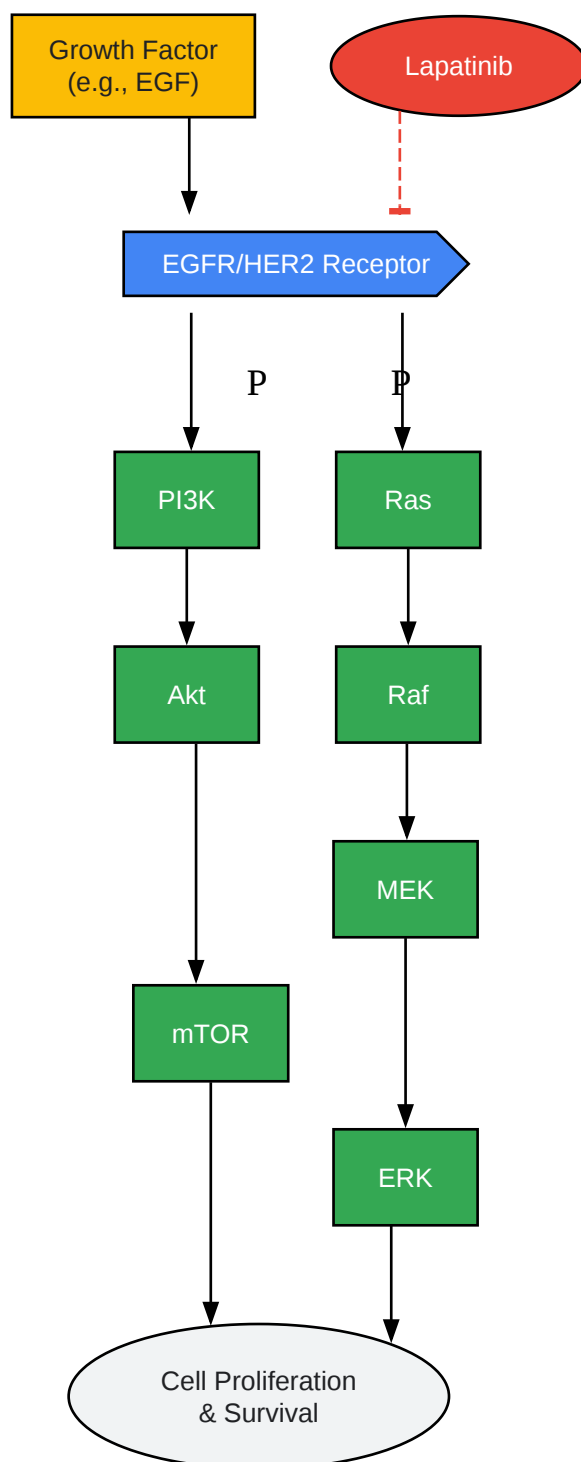 Growth Factor
(e.g., EGF)
Lapatinib
EGFR/HER2 Receptor
P
P
PI3K
Ras
Akt
Raf
MEK
mTOR
ERK
Cell Proliferation
& Survival